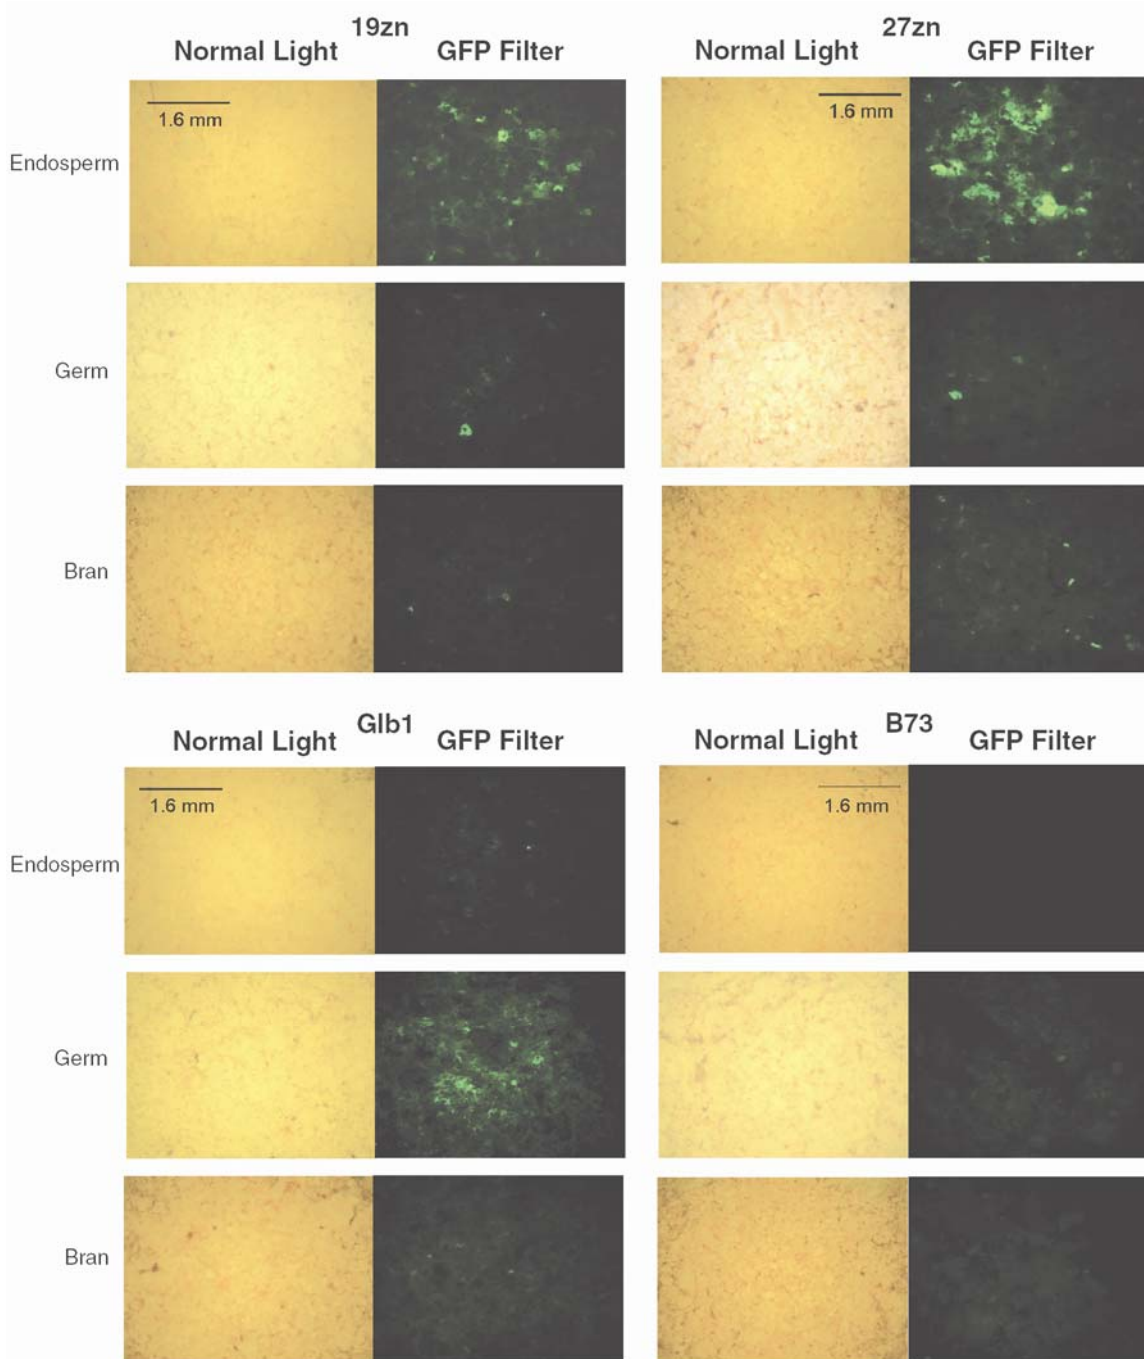 19zn
Normal Light GFP Filter
27zn
Normal Light GFP Filter
1.6 mm
1.6 mm
Endosperm
Germ
Bran
Glb1
Normal Light GFP Filter
B73
Normal Light GFP Filter
1.6 mm
1.6 mm
Endosperm
Germ
Bran